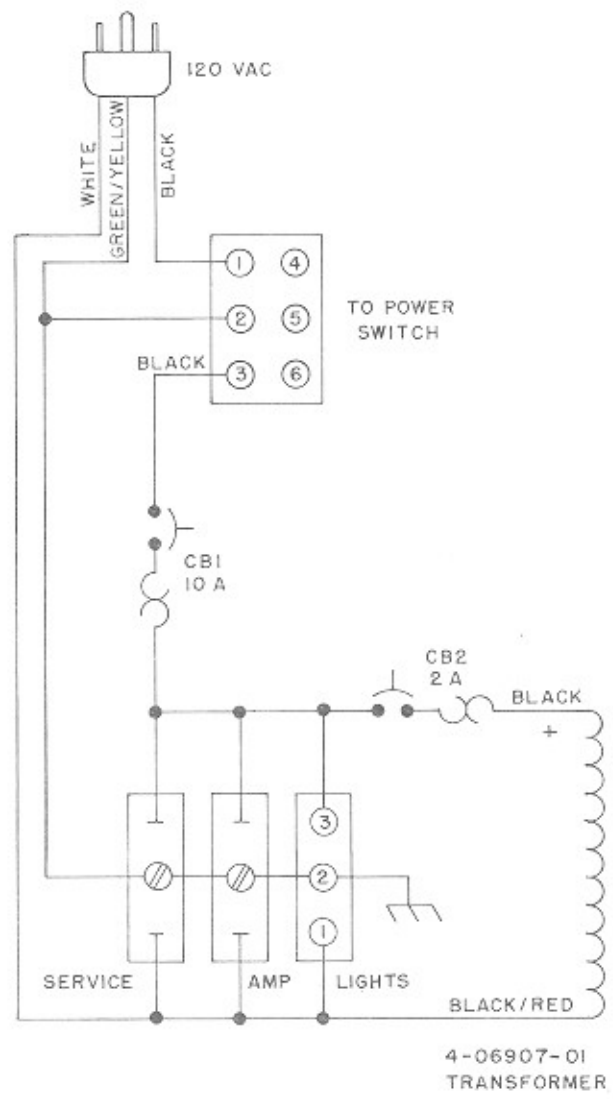 120 VAC
WHITE
GREEN/YELLOW
BLACK
1 4
2 5
3 6
TO POWER
SWITCH
BLACK
CB1
10 A
CB2
2 A
BLACK
+
3
2
1
SERVICE
AMP
LIGHTS
BLACK/RED
4-06907-01
TRANSFORMER